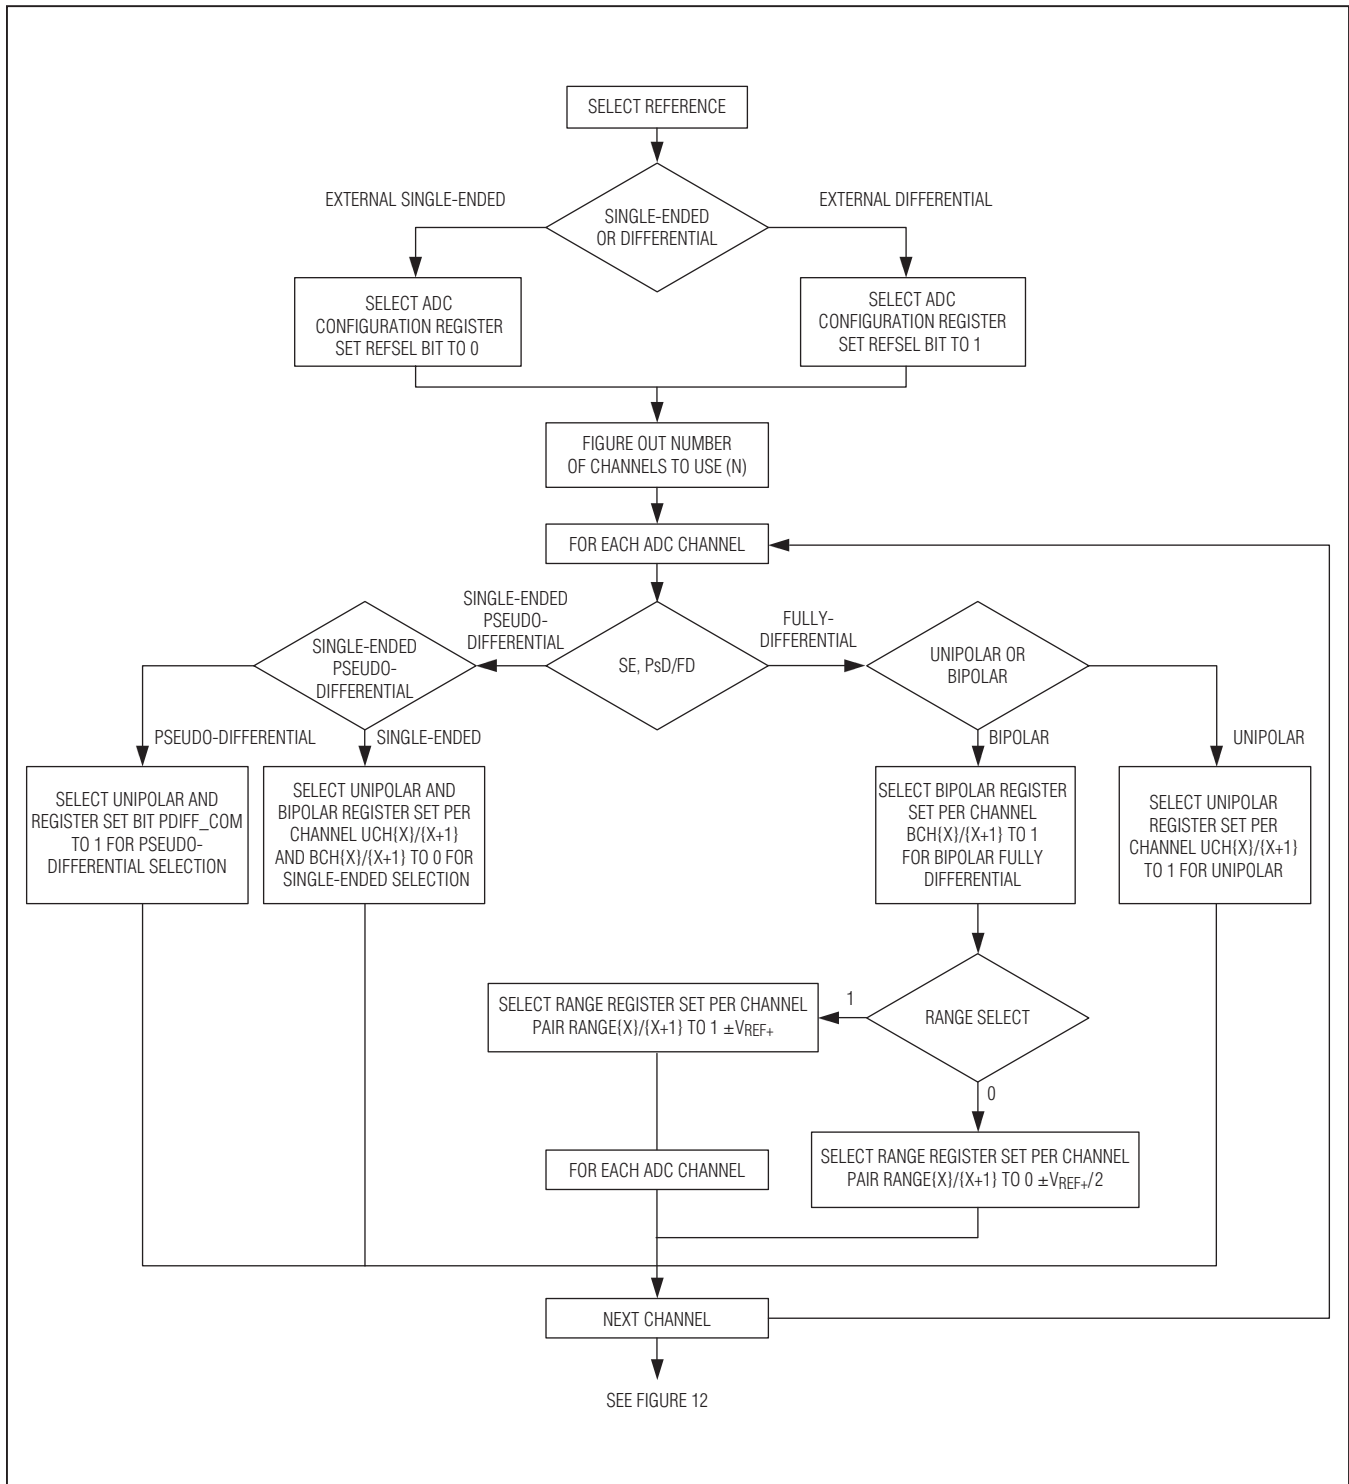 SELECT REFERENCE
EXTERNAL SINGLE-ENDED
EXTERNAL DIFFERENTIAL
SINGLE-ENDED
OR DIFFERENTIAL
SELECT ADC
CONFIGURATION REGISTER
SET REFSEL BIT TO 0
SELECT ADC
CONFIGURATION REGISTER
SET REFSEL BIT TO 1
FIGURE OUT NUMBER
OF CHANNELS TO USE (N)
FOR EACH ADC CHANNEL
SINGLE-ENDED
PSEUDO-
DIFFERENTIAL
FULLY-
DIFFERENTIAL
SINGLE-ENDED
PSEUDO-
DIFFERENTIAL
SE, PsD/FD
UNIPOLAR OR
BIPOLAR
PSEUDO-DIFFERENTIAL
SINGLE-ENDED
BIPOLAR
UNIPOLAR
SELECT UNIPOLAR AND
REGISTER SET BIT PDIFF_COM
TO 1 FOR PSEUDO-
DIFFERENTIAL SELECTION
SELECT UNIPOLAR AND
BIPOLAR REGISTER SET PER
CHANNEL UCH{X}/{X+1}
AND BCH{X}/{X+1} TO 0 FOR
SINGLE-ENDED SELECTION
SELECT BIPOLAR REGISTER
SET PER CHANNEL
BCH{X}/{X+1} TO 1
FOR BIPOLAR FULLY
DIFFERENTIAL
SELECT UNIPOLAR
REGISTER SET PER
CHANNEL UCH{X}/{X+1}
TO 1 FOR UNIPOLAR
SELECT RANGE REGISTER SET PER CHANNEL
PAIR RANGE{X}/{X+1} TO 1 ±VREF+
1
RANGE SELECT
0
FOR EACH ADC CHANNEL
SELECT RANGE REGISTER SET PER CHANNEL
PAIR RANGE{X}/{X+1} TO 0 ±VREF+/2
NEXT CHANNEL
SEE FIGURE 12